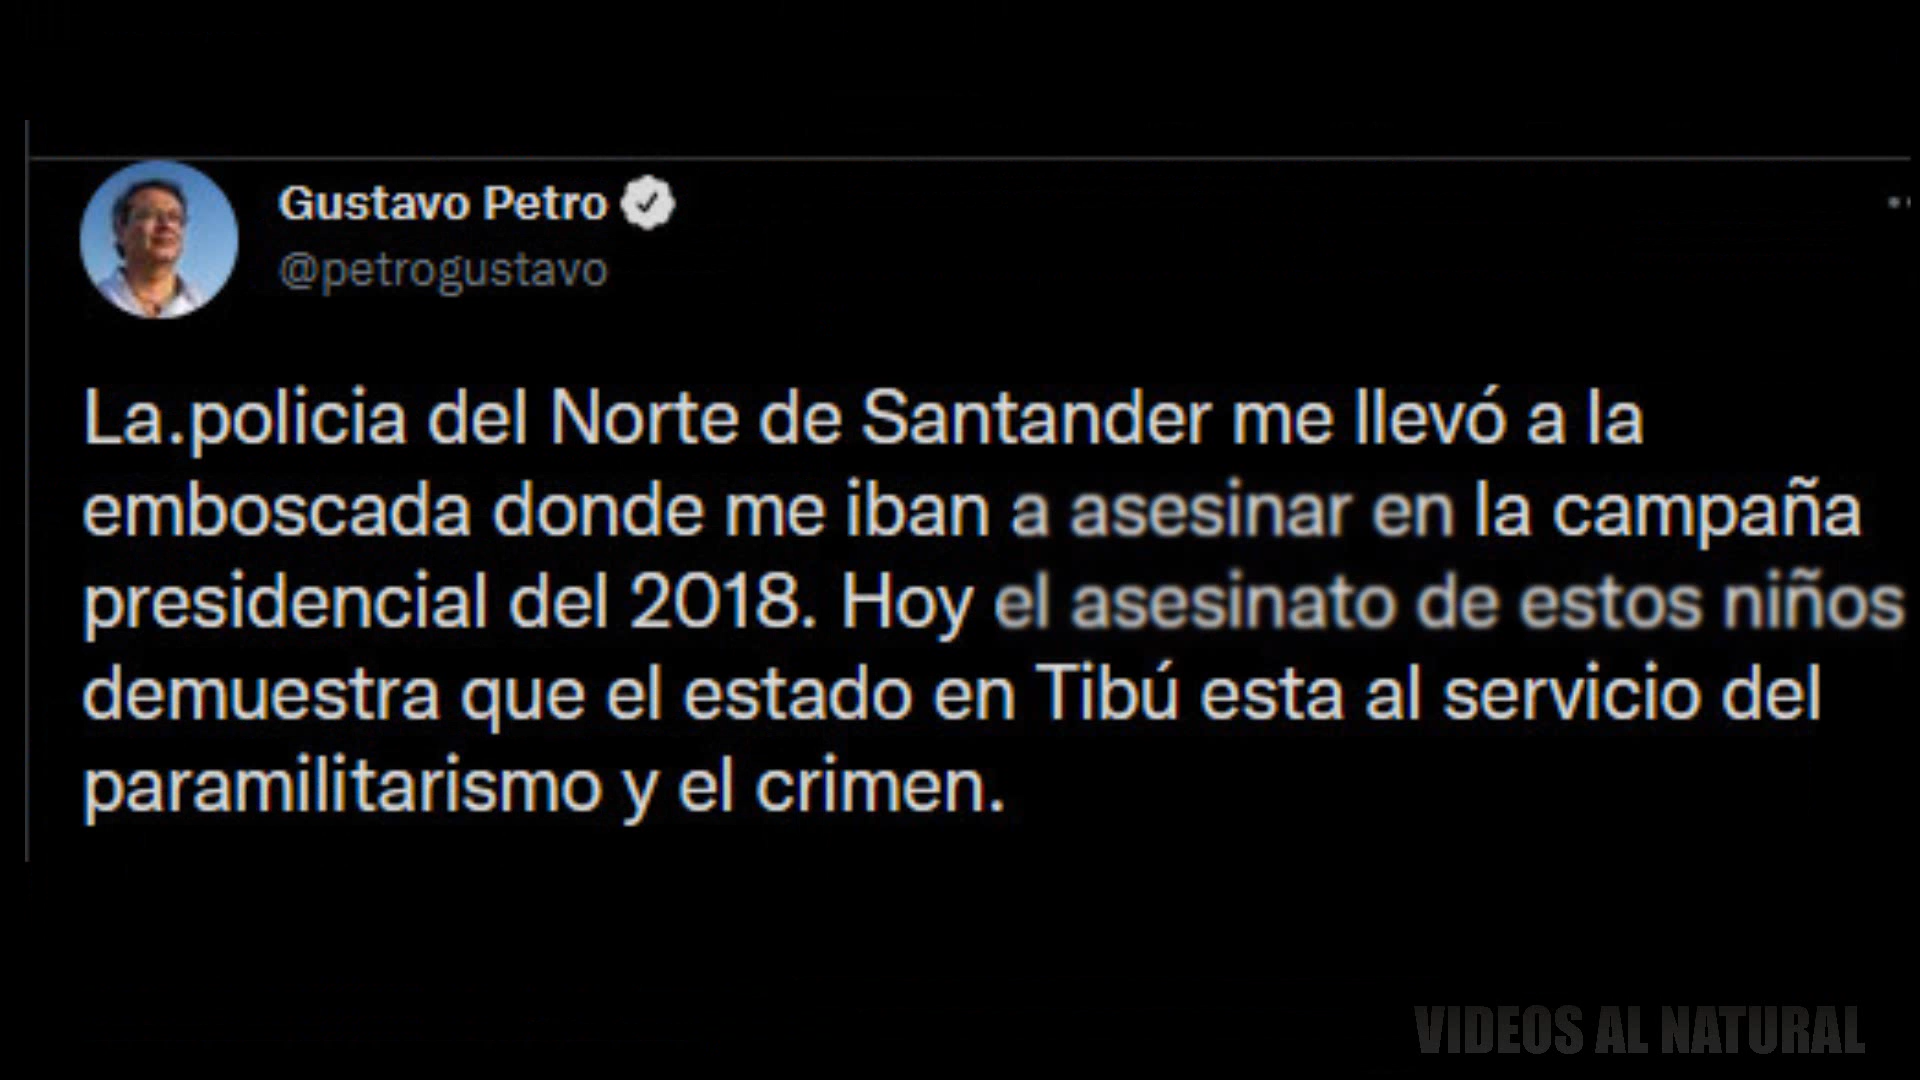 Gustavo Petro
@petrogustavo
La.policia del Norte de Santander me llevó a la
emboscada donde me iban a asesinar en la campaña
presidencial del 2018. Hoy el asesinato de estos niños
demuestra que el estado en Tibú esta al servicio del
paramilitarismo y el crimen.
VIDEOS AL NATURAL